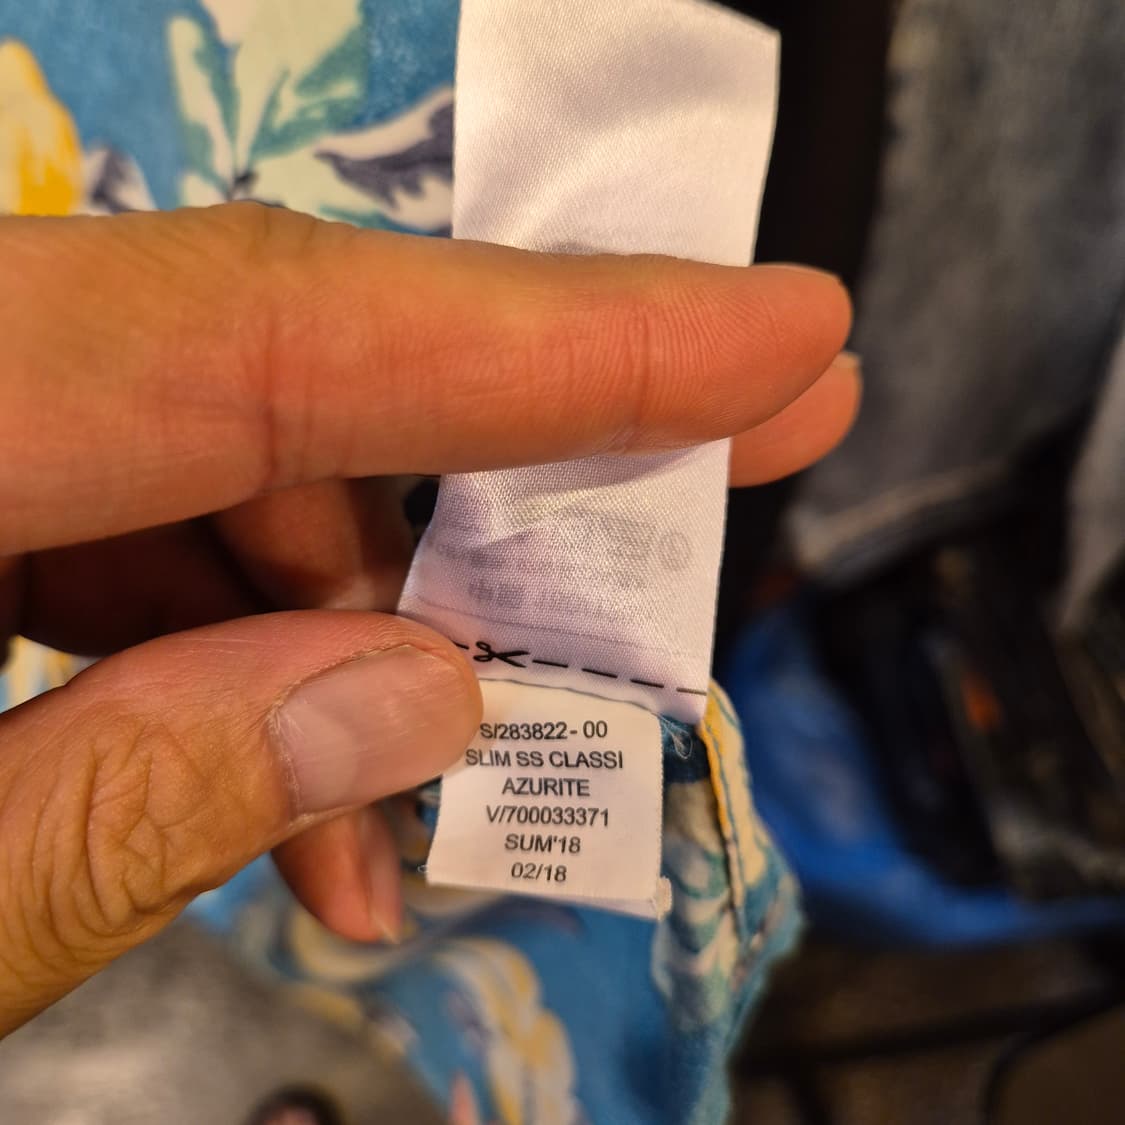 S/283822-00
SLIM SS CLASSI
AZURITE
V/700033371
SUM'18
02/18